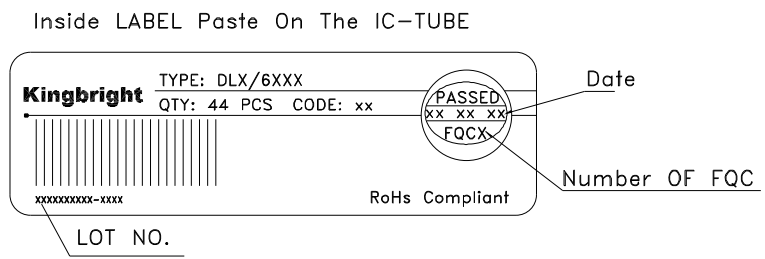 Inside LABEL Paste On The IC-TUBE
Kingbright
TYPE: DLX/6XXX
QTY: 44 PCS CODE: xx
PASSED
xx xx xx
FQCX
Date
Number OF FQC
xxxxxxxxxx-xxxx
RoHs Compliant
LOT NO.